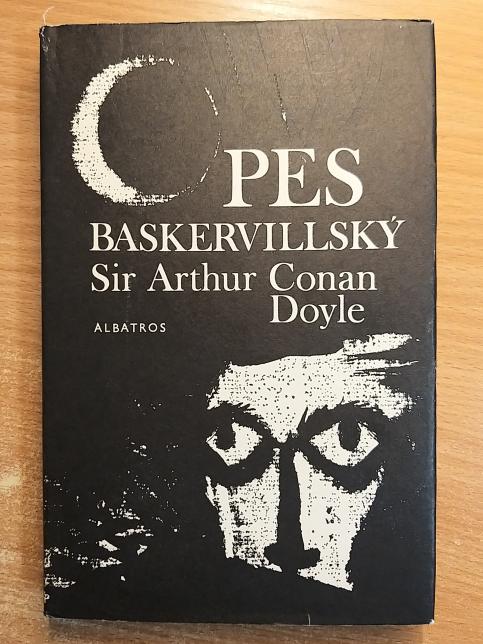 PES
BASKERVILLSKÝ
Sir Arthur Conan
Doyle
ALBATROS